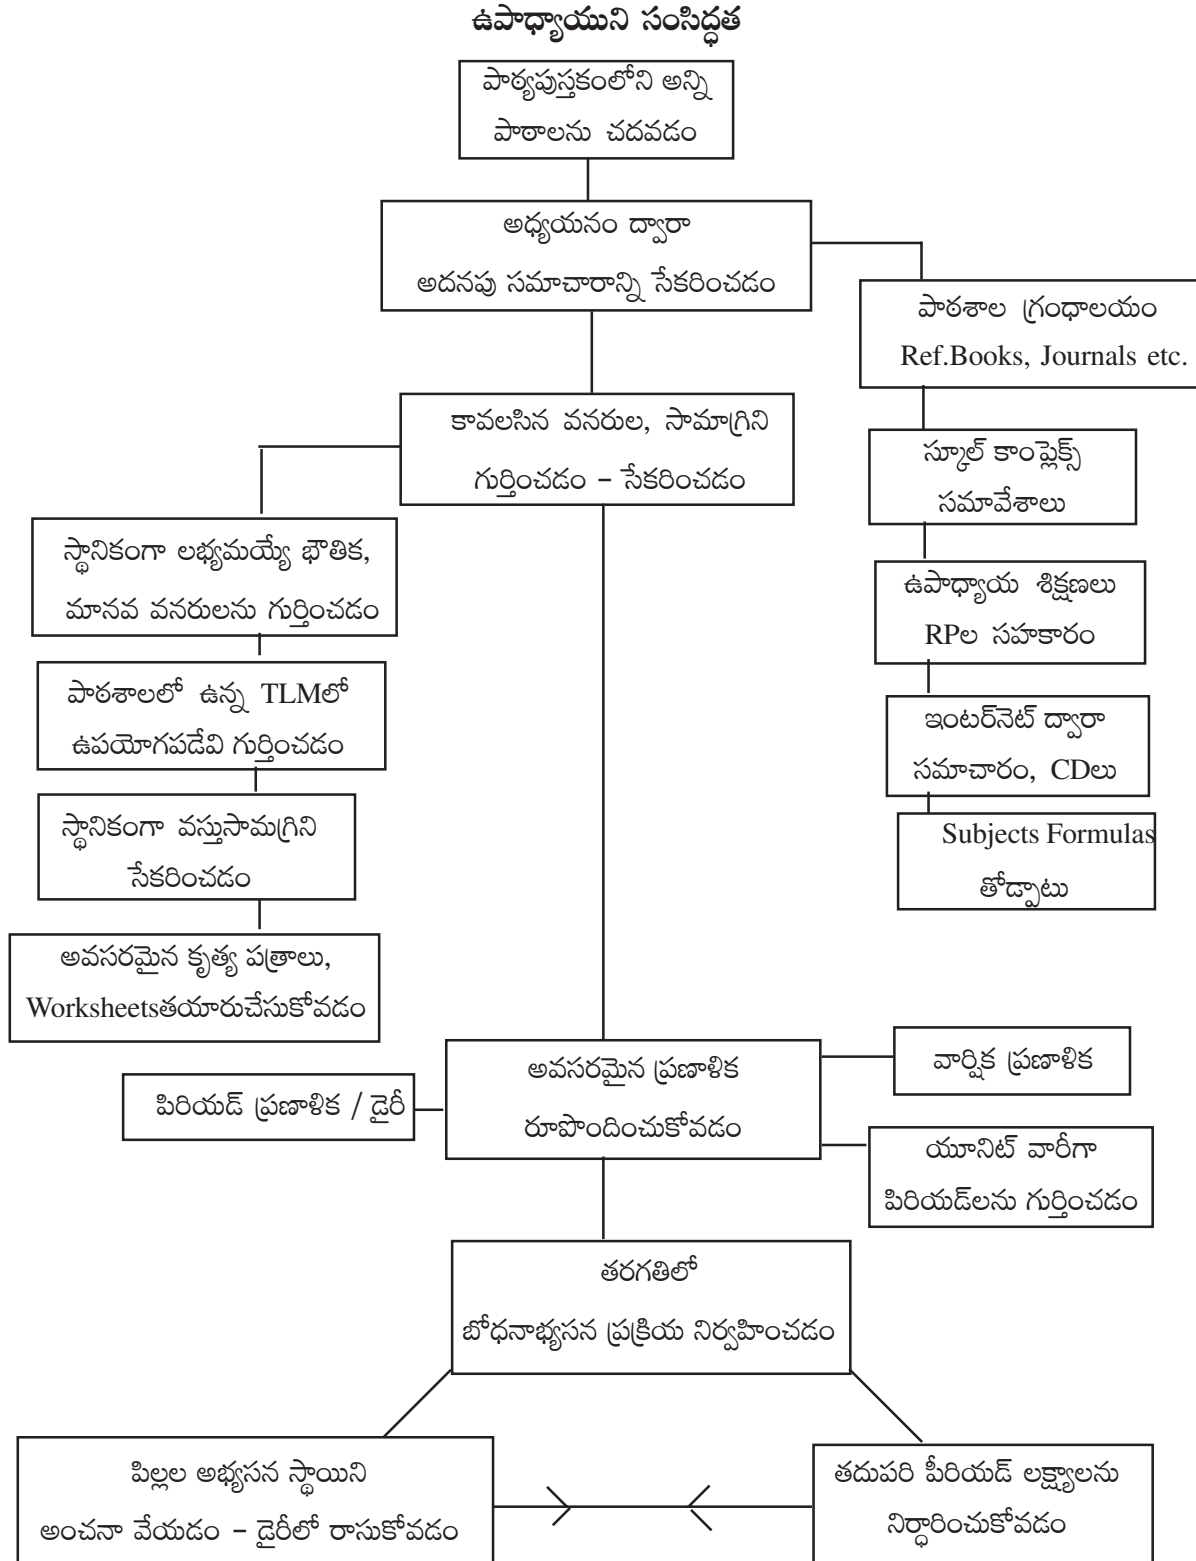 ఉపాధ్యాయుని సంసిద్ధత
పాఠ్యపుస్తకంలోని అన్ని
పాఠాలను చదవడం
అధ్యయనం ద్వారా
అదనపు సమాచారాన్ని సేకరించడం
పాఠశాల గ్రంథాలయం
Ref.Books, Journals etc.
స్కూల్ కాంప్లెక్స్
సమావేశాలు
ఉపాధ్యాయ శిక్షణలు
RPల సహకారం
ఇంటర్‌నెట్ ద్వారా
సమాచారం, CDలు
Subjects Formulas
తోడ్పాటు
కావలసిన వనరుల, సామాగ్రిని
గుర్తించడం – సేకరించడం
స్థానికంగా లభ్యమయ్యే భౌతిక,
మానవ వనరులను గుర్తించడం
పాఠశాలలో ఉన్న TLMలో
ఉపయోగపడేవి గుర్తించడం
స్థానికంగా వస్తుసామగ్రిని
సేకరించడం
అవసరమైన కృత్య పత్రాలు,
Worksheetsతయారుచేసుకోవడం
అవసరమైన ప్రణాళిక
రూపొందించుకోవడం
పిరియడ్ ప్రణాళిక / డైరీ
వార్షిక ప్రణాళిక
యూనిట్ వారీగా
పిరియడ్‌లను గుర్తించడం
తరగతిలో
బోధనాభ్యసన ప్రక్రియ నిర్వహించడం
పిల్లల అభ్యసన స్థాయిని
అంచనా వేయడం – డైరీలో రాసుకోవడం
తదుపరి పీరియడ్ లక్ష్యాలను
నిర్ధారించుకోవడం